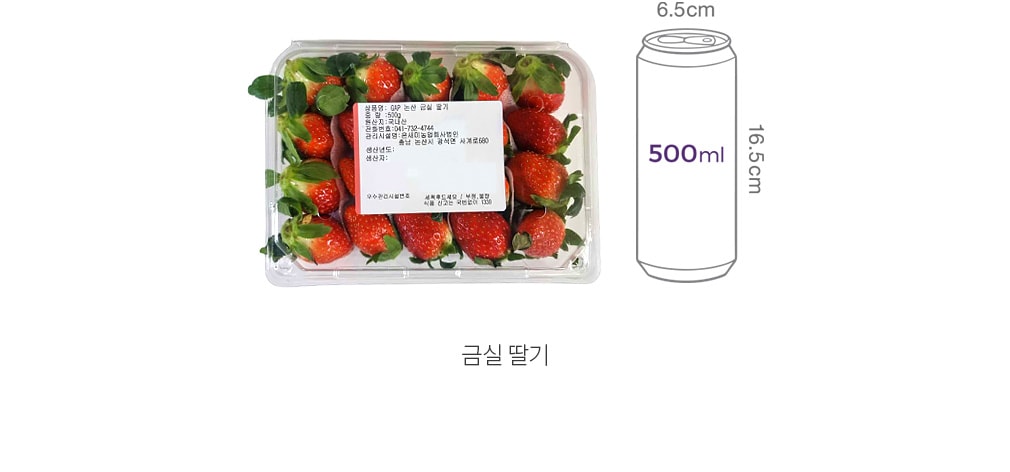 6.5cm
상품명: GAP 논산 금실 딸기
중 량 :500g
원산지:국내산
전화번호:041-732-4744
관리시설명:은새미농업회사법인
충남 논산시 광석면 사계로680
생산년도:
생산자:
우수관리시설번호
세척후드세요 / 부정,불량
식품 신고는 국번없이 1399
500ml
16.5cm
금실 딸기